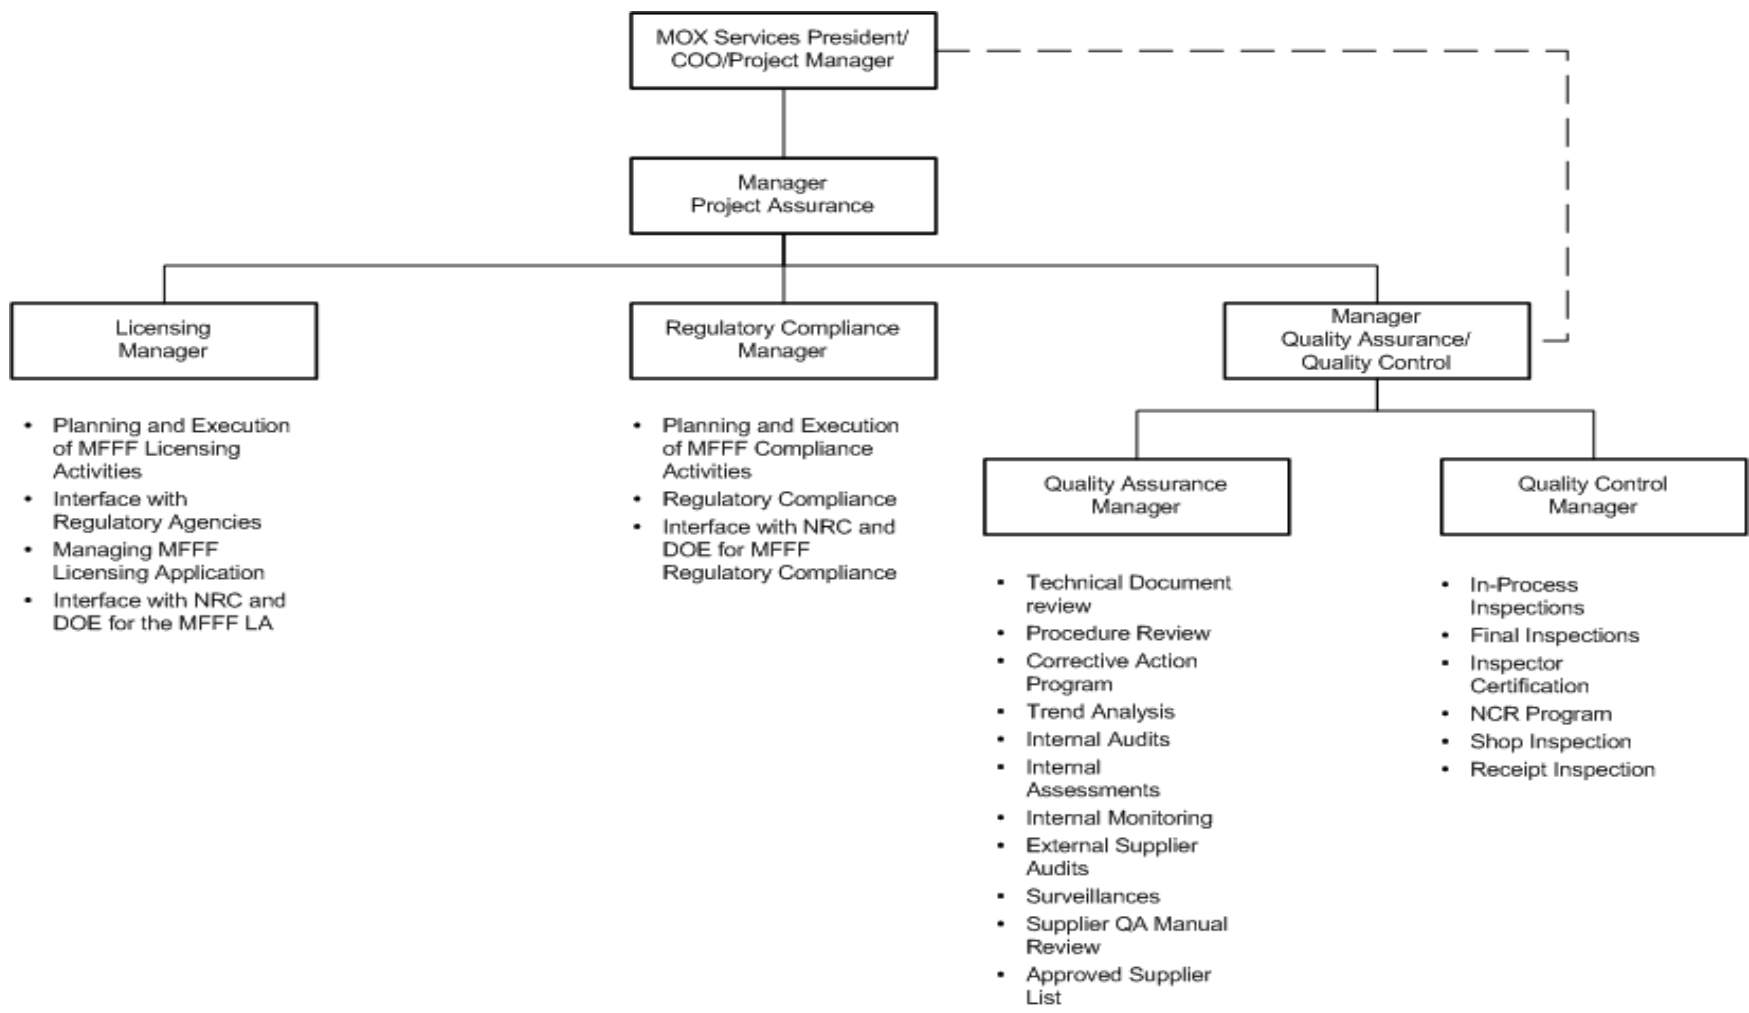 MOX Services President/
COO/Project Manager
Manager
Project Assurance
Licensing
Manager
Regulatory Compliance
Manager
Manager
Quality Assurance/
Quality Control
• Planning and Execution
of MFFF Licensing
Activities
• Interface with
Regulatory Agencies
• Managing MFFF
Licensing Application
• Interface with NRC and
DOE for the MFFF LA
• Planning and Execution
of MFFF Compliance
Activities
• Regulatory Compliance
• Interface with NRC and
DOE for MFFF
Regulatory Compliance
Quality Assurance
Manager
Quality Control
Manager
• Technical Document
review
• Procedure Review
• Corrective Action
Program
• Trend Analysis
• Internal Audits
• Internal
Assessments
• Internal Monitoring
• External Supplier
Audits
• Surveillances
• Supplier QA Manual
Review
• Approved Supplier
List
• In-Process
Inspections
• Final Inspections
• Inspector
Certification
• NCR Program
• Shop Inspection
• Receipt Inspection